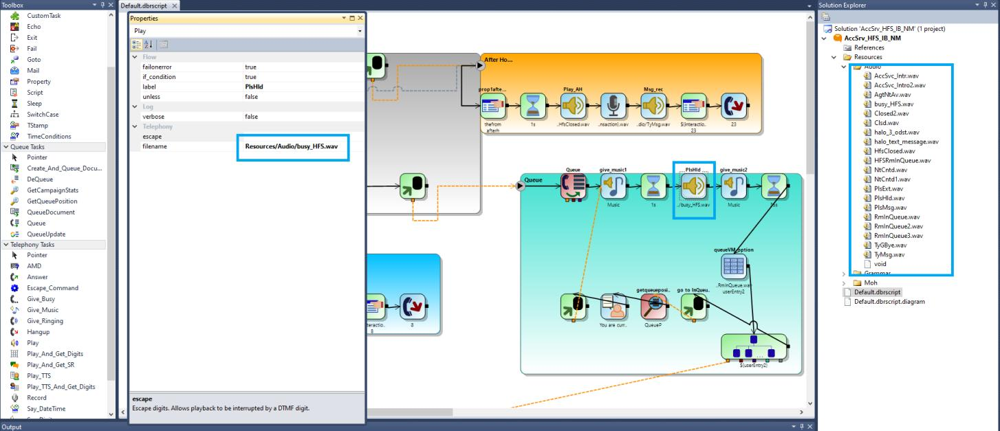 Toolbox
CustomTask
Echo
Exit
Fail
Goto
Mail
Property
Script
Sleep
SwitchCase
TStamp
TimeConditions
Queue Tasks
Pointer
Create_And_Queue_Docu...
DeQueue
GetCampaignStats
GetQueuePosition
QueueDocument
Queue
QueueUpdate
Telephony Tasks
Pointer
AMD
Answer
Escape_Command
Give_Busy
Give_Music
Give_Ringing
Hangup
Play
Play_And_Get_Digits
Play_And_Get_SR
Play_TTS
Play_TTS_And_Get_Digits
Record
Say_DateTime
Output
Default.dbrscript
Properties
Play
Flow
failonerror true
if_condition true
label PlsHld
unless false
Log
verbose false
Telephony
escape
filename Resources/Audio/busy_HFS.wav
escape
Escape digits. Allows playback to be interrupted by a DTMF digit.
After Ho...
prop1afte...
Play_AH
Msg_rec
thefrom
afterh
1s
..HfsClosed.wav
..nsaction}.wav
..dio/TyMsg.wav
${interactio..
23
23
Queue
Queue
give_music1
PlsHld
give_music2
Music
1s
../busy_HFS.wav
Music
queueVM_option
..RmInQueue.wav
userEntry2
getqueueposi..
go to InQueu..
You are curr..
QueueP
${userEntry2}
..teractio..
8
8
Solution Explorer
Solution 'AccSrv_HFS_IB_NM' (1 project)
AccSrv_HFS_IB_NM
References
Resources
Audio
AccSvc_Intr.wav
AccSvc_Intro2.wav
AgtNtAv.wav
busy_HFS.wav
Closed2.wav
Clsd.wav
halo_3_odst.wav
halo_text_message.wav
HfsClosed.wav
HFSRmInQueue.wav
NtCntd.wav
NtCntd1.wav
PlsExt.wav
PlsHld.wav
PlsMsg.wav
RmInQueue.wav
RmInQueue2.wav
RmInQueue3.wav
TyGBye.wav
TyMsg.wav
void
Grammar
Moh
Default.dbrscript
Default.dbrscript.diagram